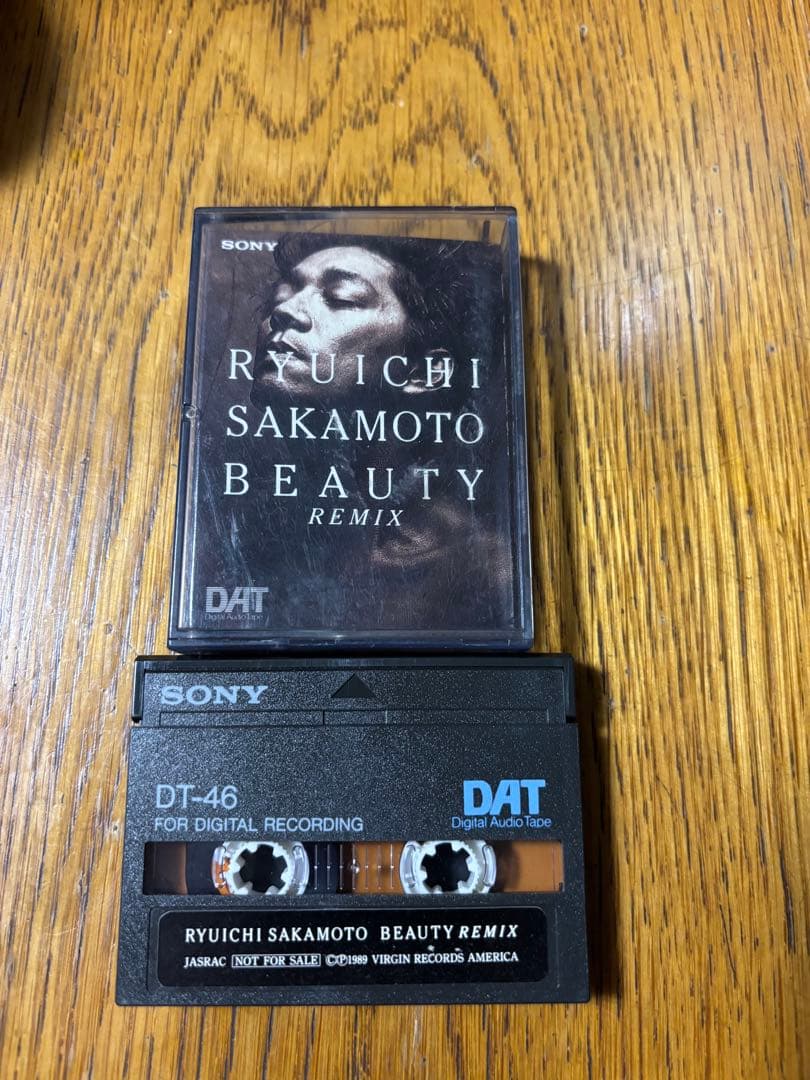 SONY
RYUICHI
SAKAMOTO
BEAUTY
REMIX
DAT
Digital Audio Tape
SONY
DT-46
FOR DIGITAL RECORDING
DAT
Digital Audio Tape
RYUICHI SAKAMOTO BEAUTY REMIX
JASRAC NOT FOR SALE ©℗1989 VIRGIN RECORDS AMERICA